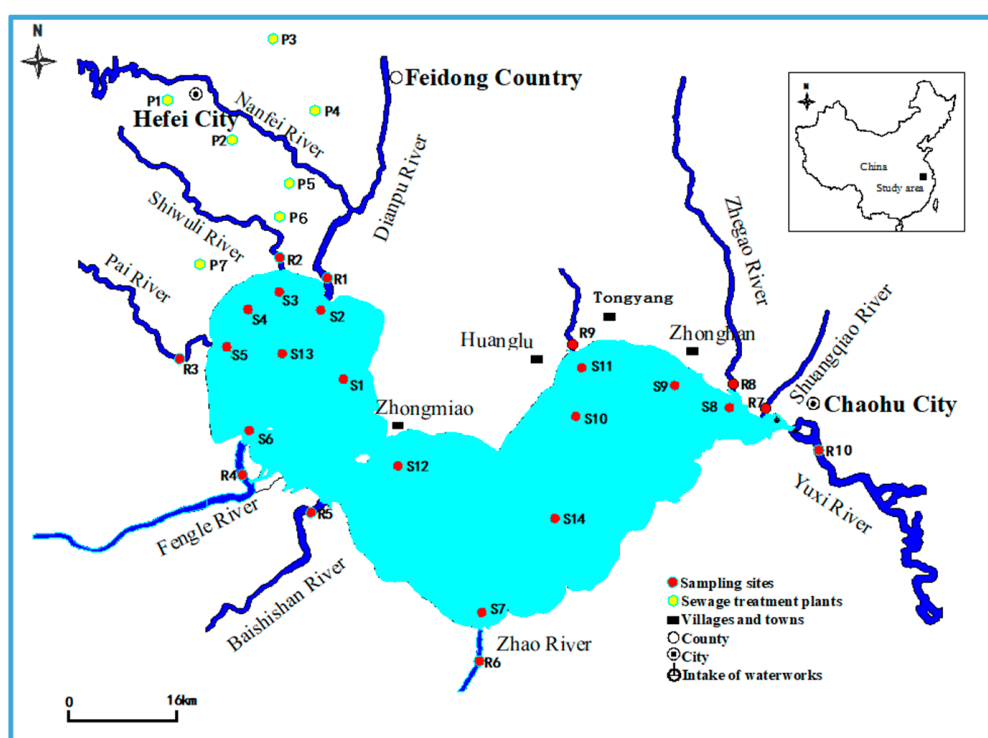 N
P3
Feidong Country
P1
Hefei City
Nanfei River
P4
P2
P5
Dianpu River
Shiwuli River
P6
P7
Pai River
R2
R1
S3
S4
S2
S5
S13
R3
S1
Zhongmiao
S6
S12
R4
Fengle River
R5
Baishishan River
S7
Zhao River
R6
Huanglu
Tongyang
R9
S11
S10
S14
Zhonghan
S9
Zhegao River
R8
S8
R7
Shuangqiao River
Chaohu City
R10
Yuxi River
N
China
Study area
Sampling sites
Sewage treatment plants
Villages and towns
County
City
Intake of waterworks
0
16km